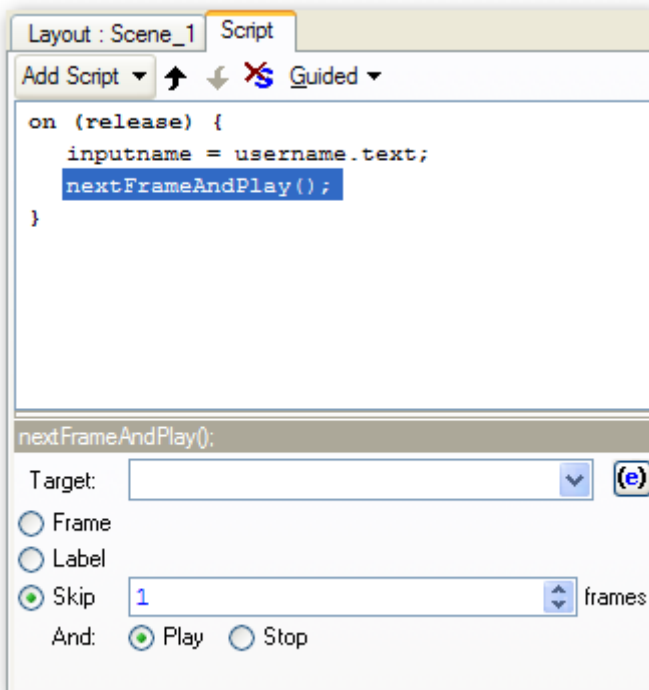 Layout : Scene_1 Script
Add Script Guided
on (release) {
inputname = username.text;
nextFrameAndPlay();
}
nextFrameAndPlay();
Target: (e)
Frame
Label
Skip 1 frames
And: Play Stop